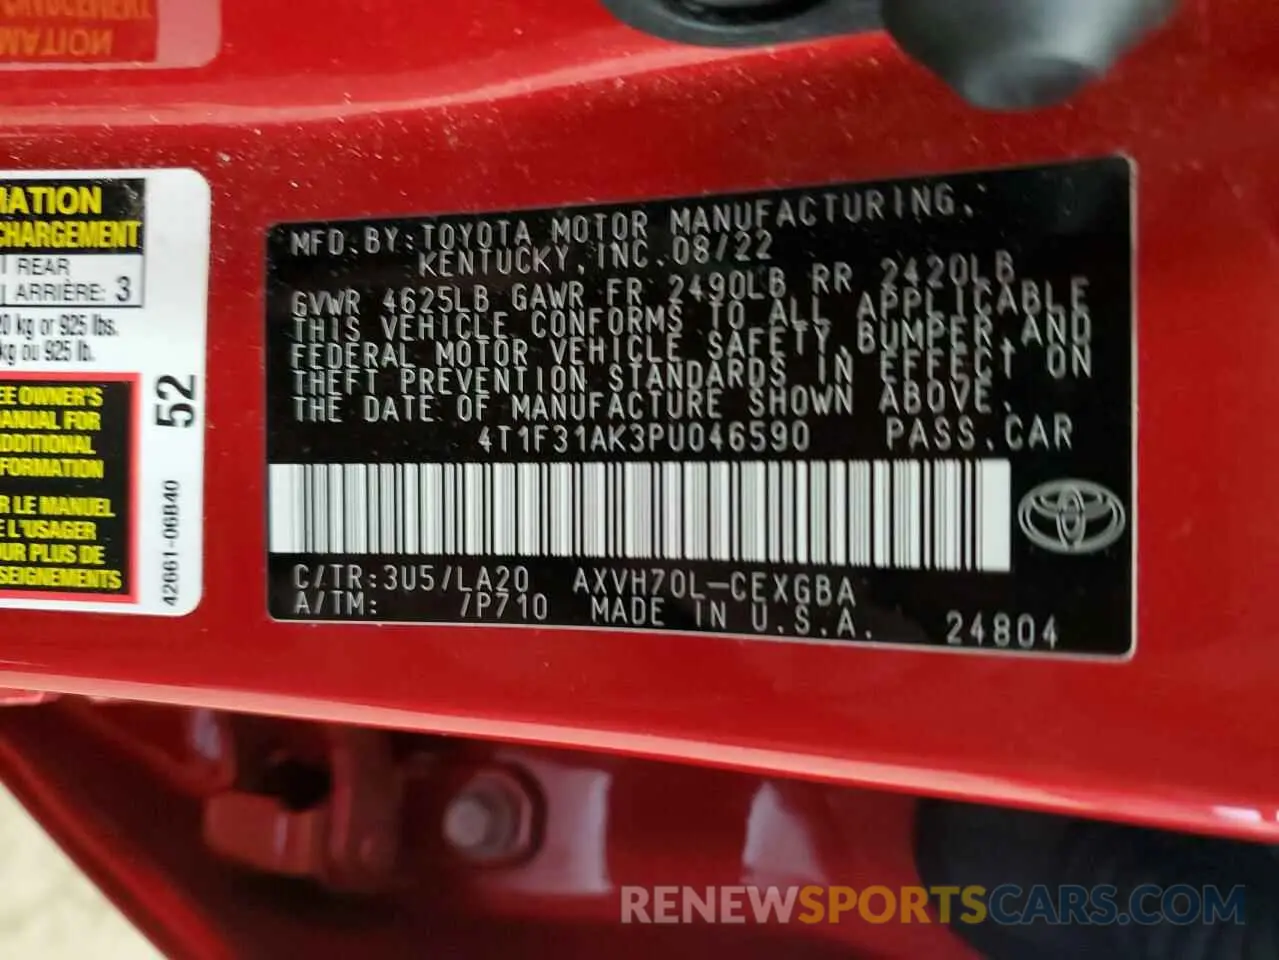 MATION
CHARGEMENT
REAR
ARRIÈRE: 3
20 kg or 925 lbs.
kg ou 925 lb.
EE OWNER'S
MANUAL FOR
ADDITIONAL
FORMATION
R LE MANUEL
E L'USAGER
OUR PLUS DE
SEIGNEMENTS
52
42661-06B40
MFD.BY:TOYOTA MOTOR MANUFACTURING,
KENTUCKY,INC.08/22
GVWR 4625LB GAWR FR 2490LB RR 2420LB
THIS VEHICLE CONFORMS TO ALL APPLICABLE
FEDERAL MOTOR VEHICLE SAFETY,BUMPER,AND
THEFT PREVENTION STANDARDS IN EFFECT ON
THE DATE OF MANUFACTURE SHOWN ABOVE.
4T1F31AK3PU046590 PASS.CAR
C/TR:3U5/LA20 AXVH70L-CEXGBA
A/TM: /P710 MADE IN U.S.A. 24804
RENEWSPORTSCARS.COM